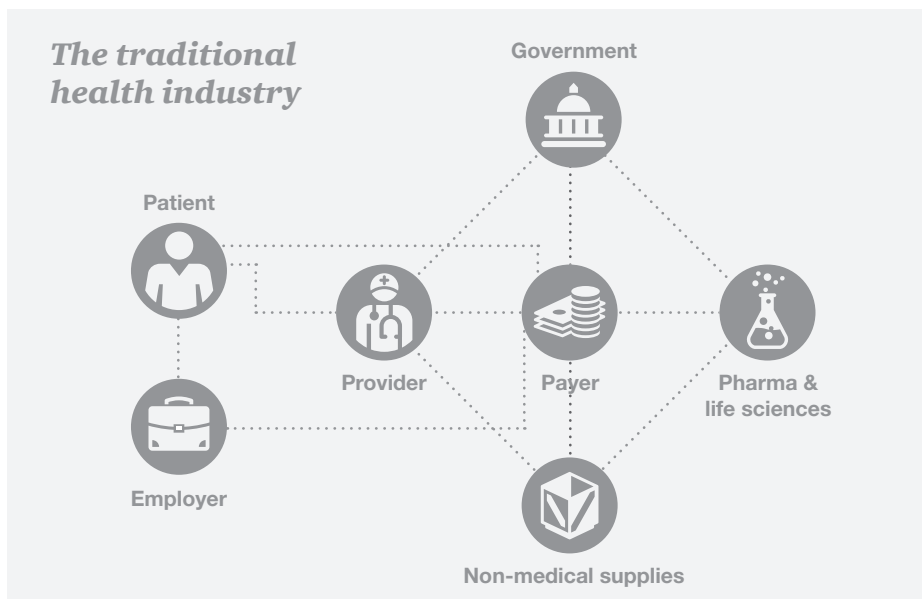 The traditional
health industry
Government
Patient
Provider
Payer
Pharma &
life sciences
Employer
Non-medical supplies